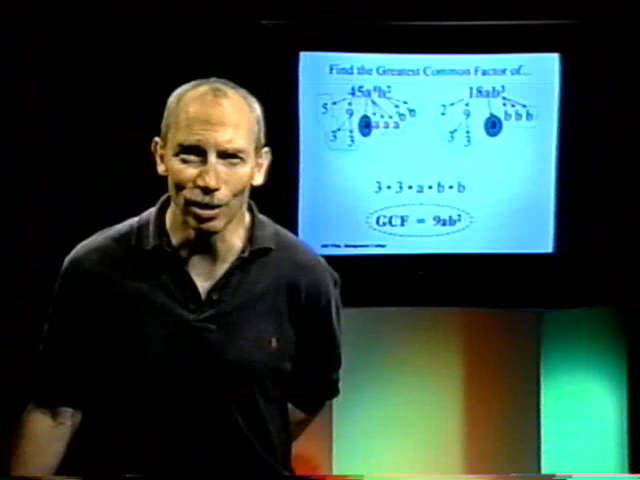 Find the Greatest Common Factor of...
45a⁴b² 18ab³
5 9 a a a a b b 2 9 a b b b
3 3 3 3
3 • 3 • a • b • b
GCF = 9ab²